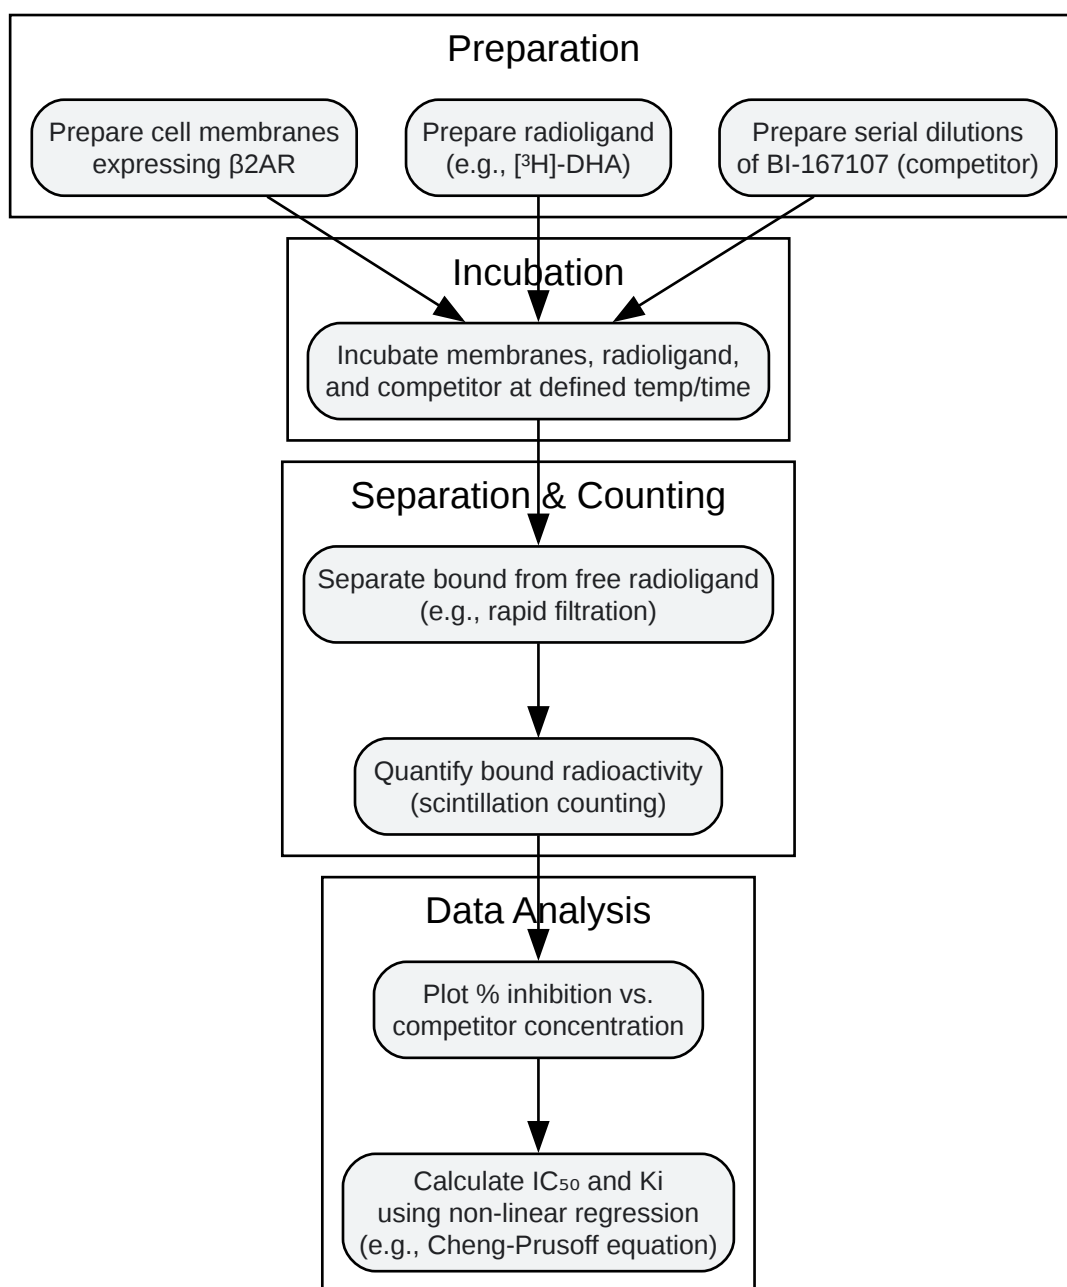 Preparation
Prepare cell membranes
expressing β2AR
Prepare radioligand
(e.g., [³H]-DHA)
Prepare serial dilutions
of BI-167107 (competitor)
Incubation
Incubate membranes, radioligand,
and competitor at defined temp/time
Separation & Counting
Separate bound from free radioligand
(e.g., rapid filtration)
Quantify bound radioactivity
(scintillation counting)
Data Analysis
Plot % inhibition vs.
competitor concentration
Calculate IC₅₀ and Ki
using non-linear regression
(e.g., Cheng-Prusoff equation)